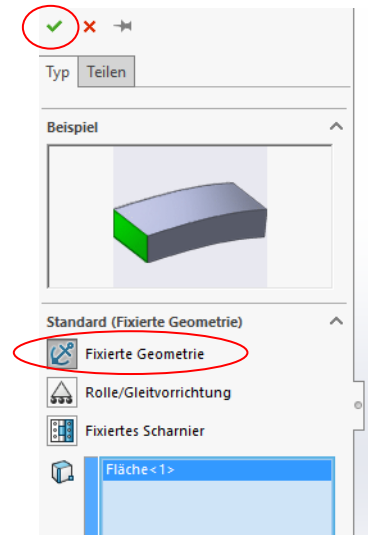 Typ Teilen
Beispiel
Standard (Fixierte Geometrie)
Fixierte Geometrie
Rolle/Gleitvorrichtung
Fixiertes Scharnier
Fläche<1>